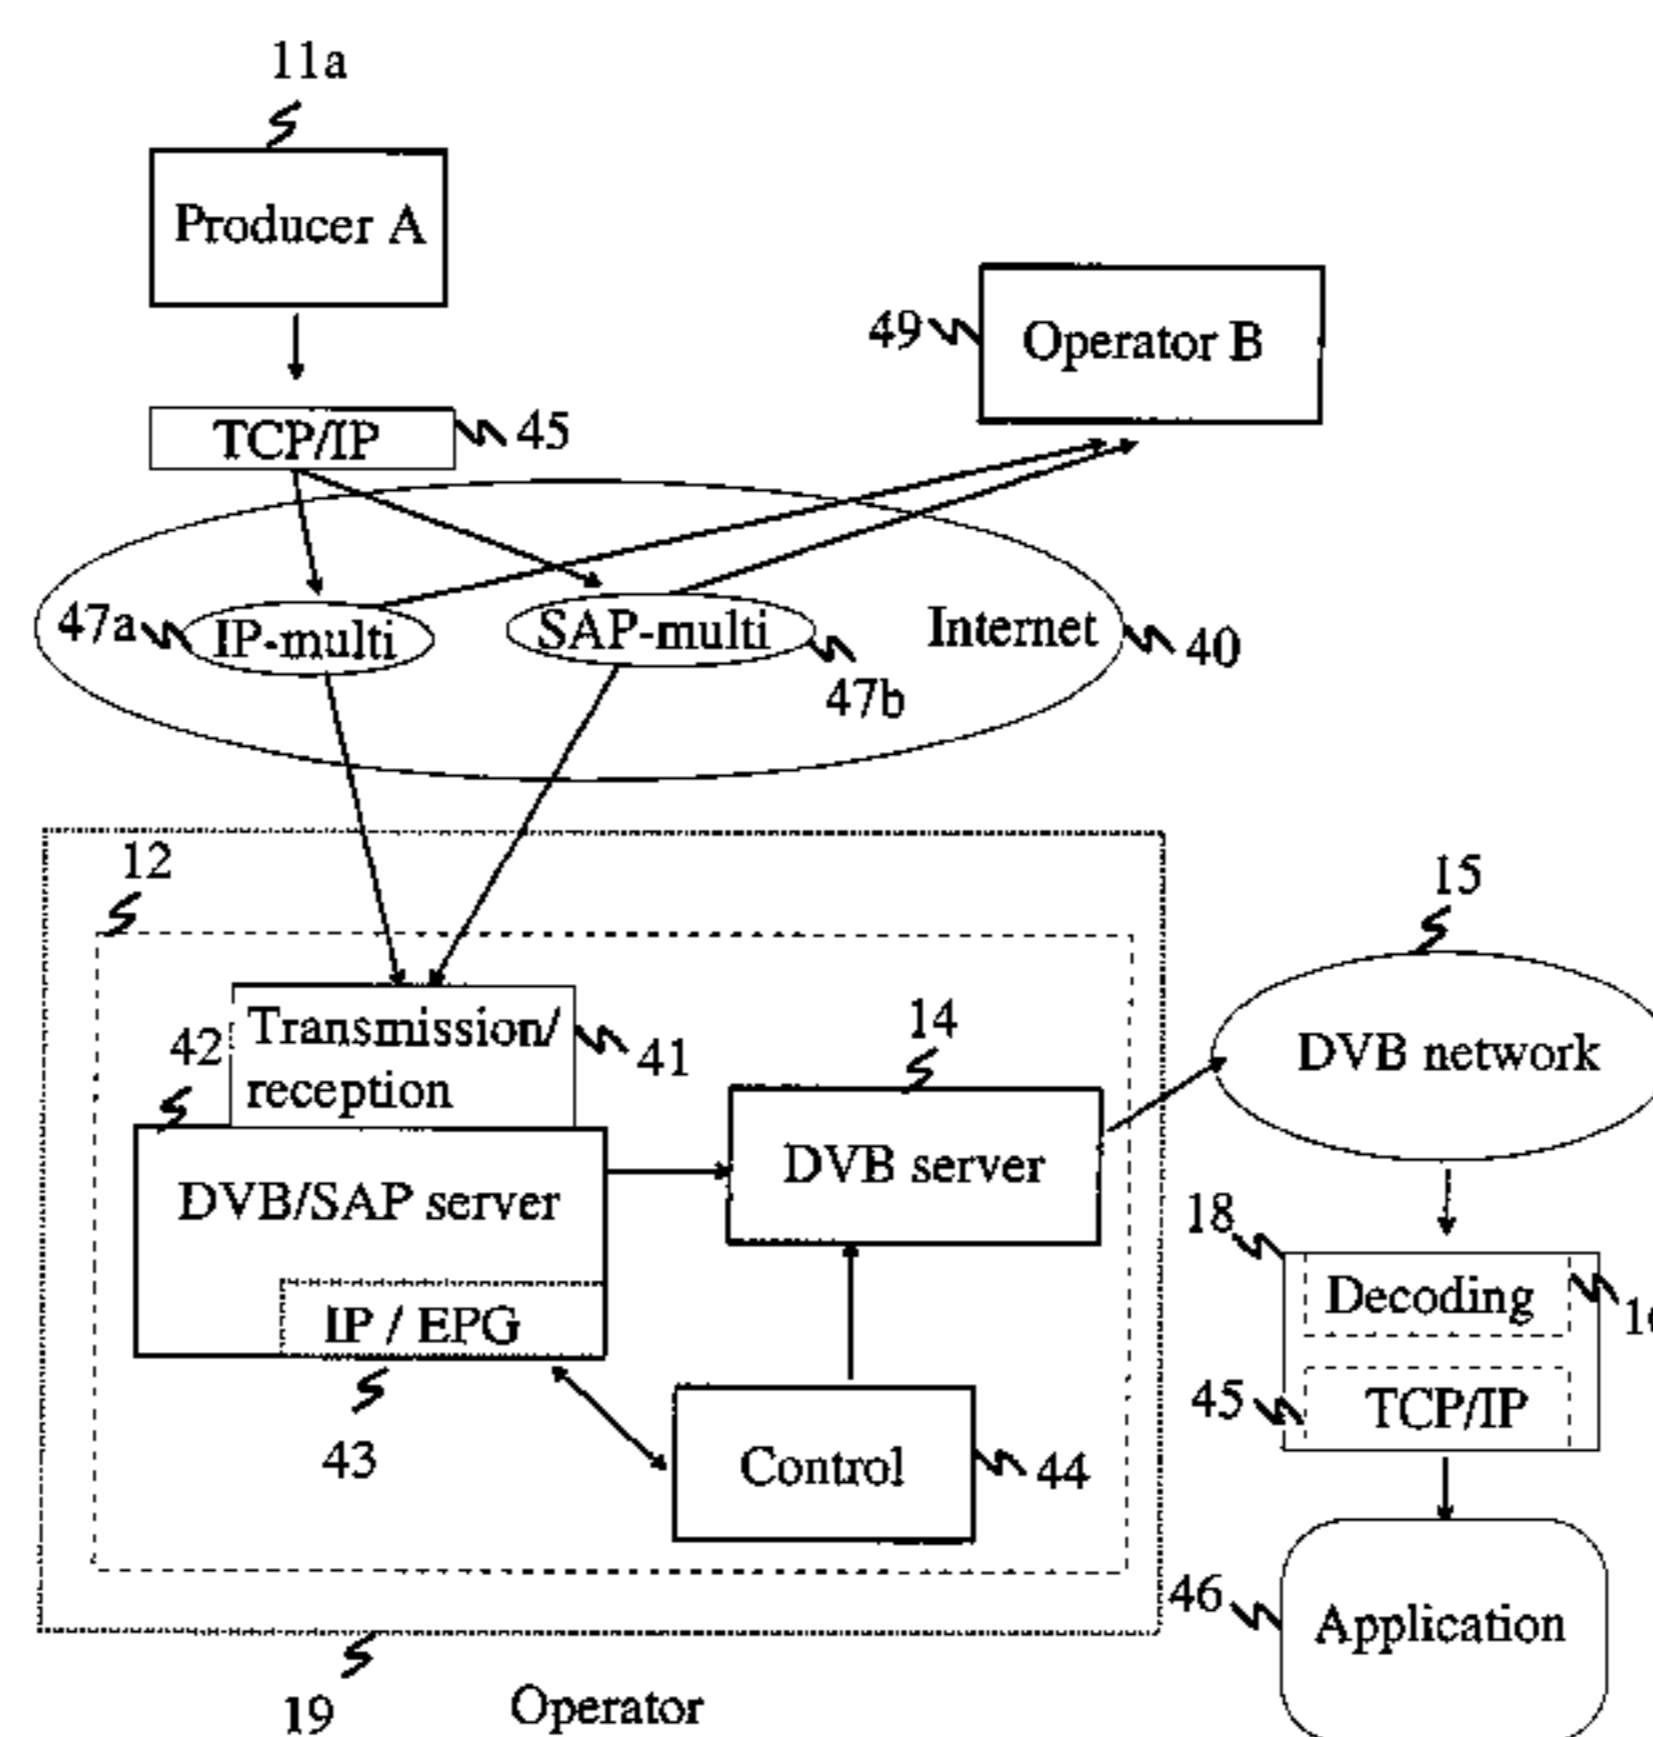 11a
Producer A
49
Operator B
TCP/IP
45
47a
IP-multi
SAP-multi
47b
Internet
40
12
15
42
Transmission/
reception
41
14
DVB network
DVB/SAP server
DVB server
18
Decoding
IP / EPG
45
TCP/IP
43
Control
44
46
Application
19
Operator